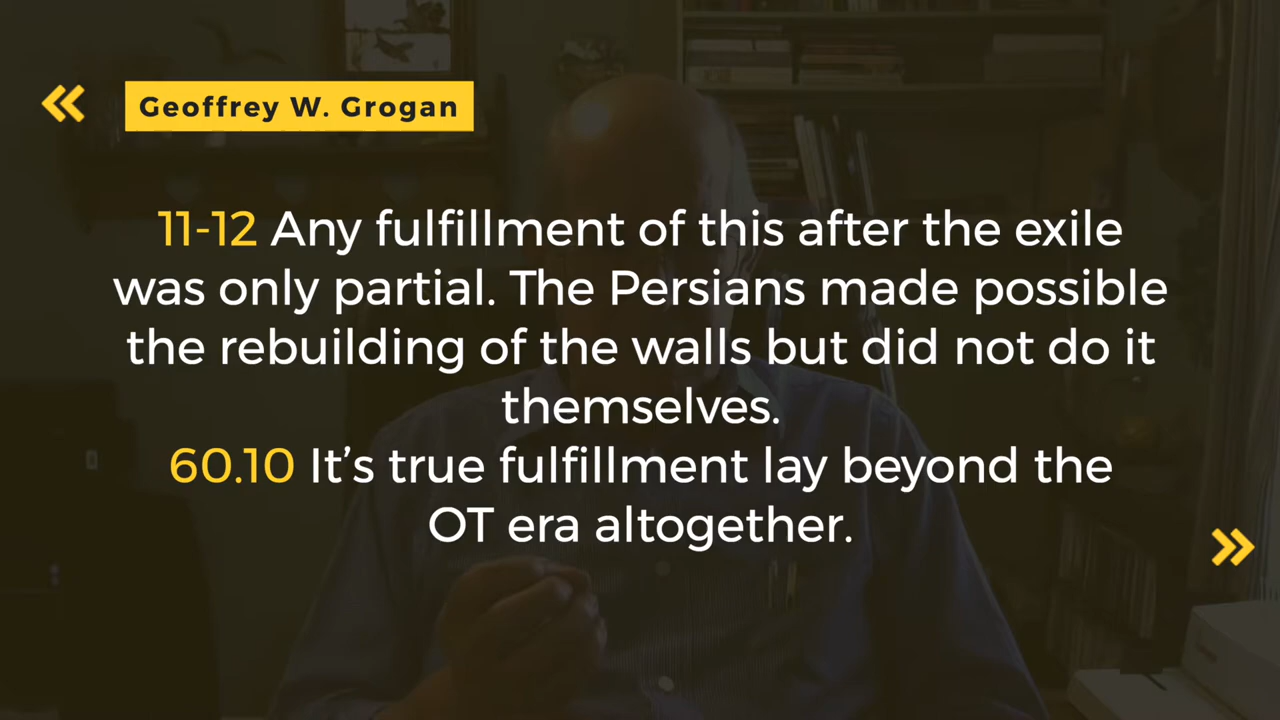 Geoffrey W. Grogan
11-12 Any fulfillment of this after the exile
was only partial. The Persians made possible
the rebuilding of the walls but did not do it
themselves.
60.10 It’s true fulfillment lay beyond the
OT era altogether.